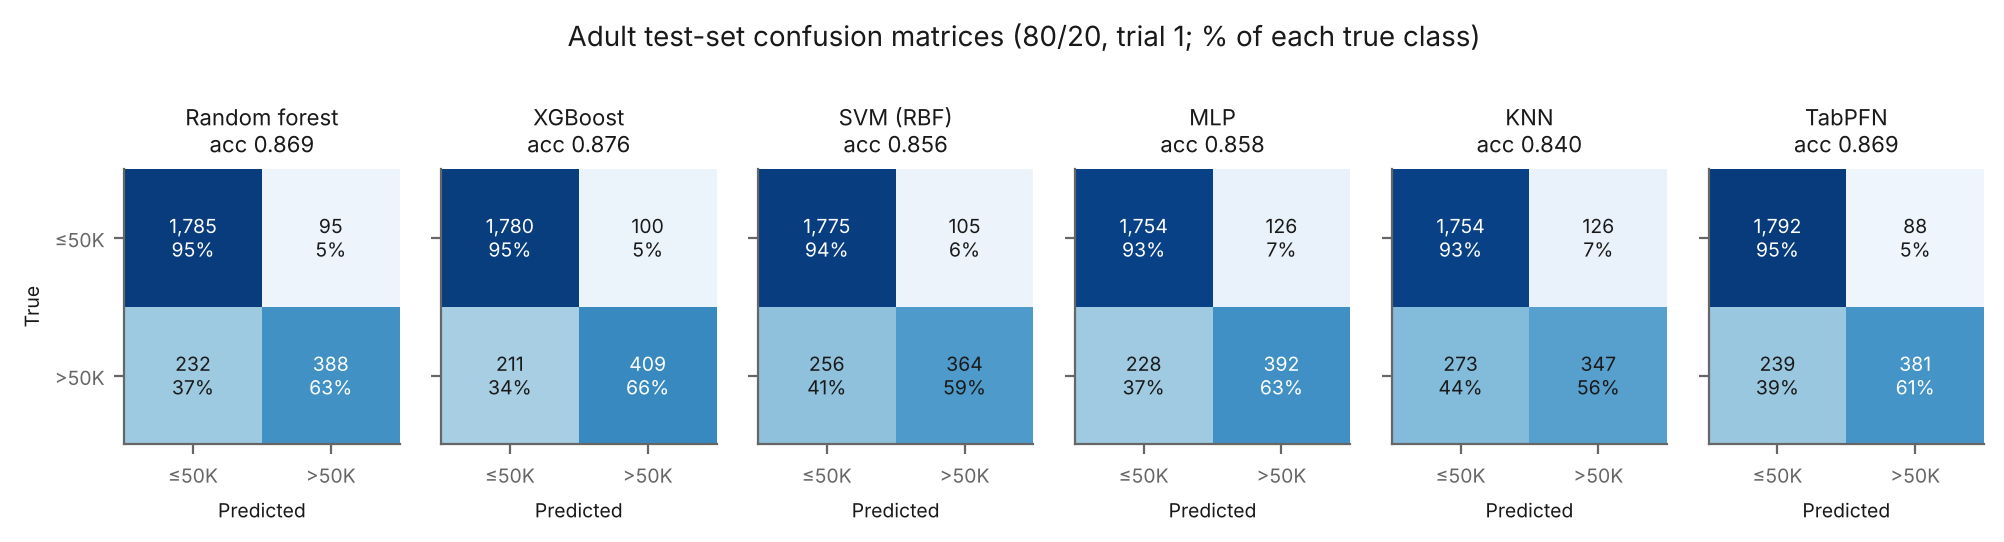 Adult test-set confusion matrices (80/20, trial 1; % of each true class)
Random forest
acc 0.869
XGBoost
acc 0.876
SVM (RBF)
acc 0.856
MLP
acc 0.858
KNN
acc 0.840
TabPFN
acc 0.869
True
≤50K
>50K
1,785
95%
95
5%
232
37%
388
63%
≤50K
>50K
Predicted
1,780
95%
100
5%
211
34%
409
66%
≤50K
>50K
Predicted
1,775
94%
105
6%
256
41%
364
59%
≤50K
>50K
Predicted
1,754
93%
126
7%
228
37%
392
63%
≤50K
>50K
Predicted
1,754
93%
126
7%
273
44%
347
56%
≤50K
>50K
Predicted
1,792
95%
88
5%
239
39%
381
61%
≤50K
>50K
Predicted